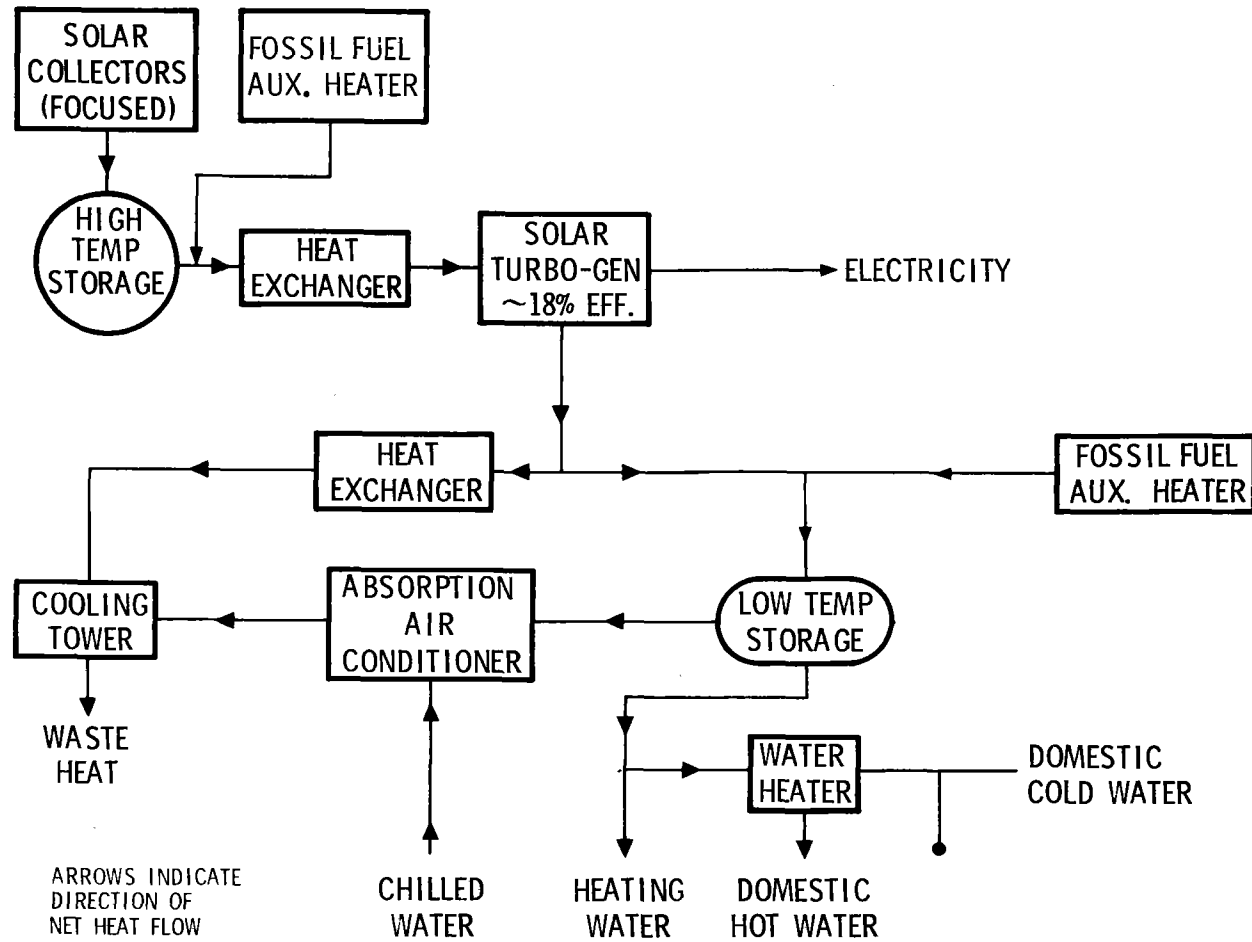 SOLAR
COLLECTORS
(FOCUSED)
FOSSIL FUEL
AUX. HEATER
HIGH
TEMP
STORAGE
HEAT
EXCHANGER
SOLAR
TURBO-GEN
~18% EFF.
ELECTRICITY
HEAT
EXCHANGER
FOSSIL FUEL
AUX. HEATER
COOLING
TOWER
ABSORPTION
AIR
CONDITIONER
LOW TEMP
STORAGE
WASTE
HEAT
WATER
HEATER
DOMESTIC
COLD WATER
ARROWS INDICATE
DIRECTION OF
NET HEAT FLOW
CHILLED
WATER
HEATING
WATER
DOMESTIC
HOT WATER